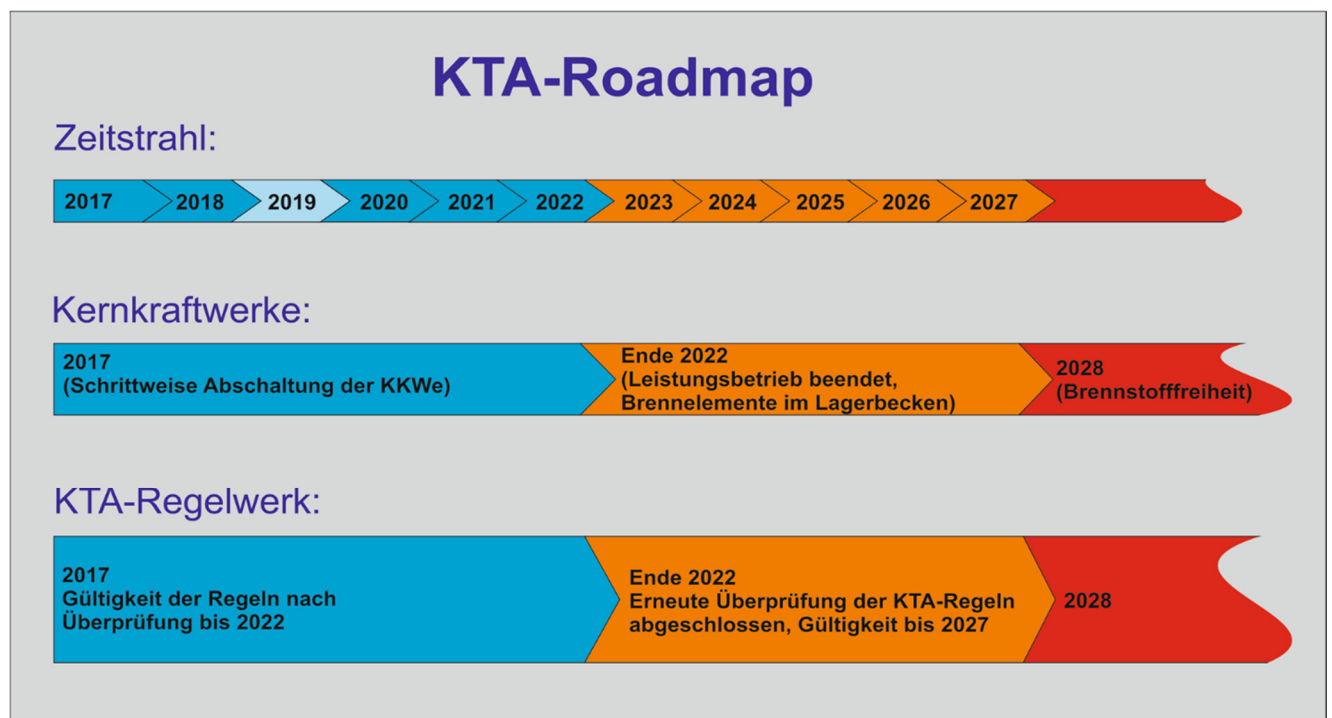 KTA-Roadmap
Zeitstrahl:
2017 2018 2019 2020 2021 2022 2023 2024 2025 2026 2027
Kernkraftwerke:
2017
(Schrittweise Abschaltung der KKWe)
Ende 2022
(Leistungsbetrieb beendet,
Brennelemente im Lagerbecken)
2028
(Brennstofffreiheit)
KTA-Regelwerk:
2017
Gültigkeit der Regeln nach
Überprüfung bis 2022
Ende 2022
Erneute Überprüfung der KTA-Regeln
abgeschlossen, Gültigkeit bis 2027
2028